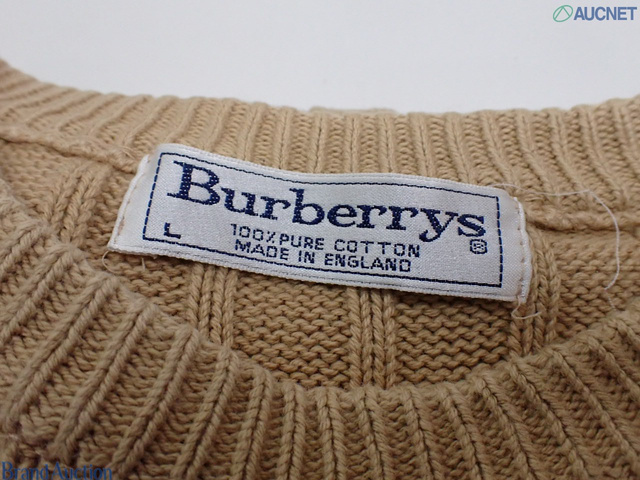 AUCNET
Burberrys®
L
100% PURE COTTON
MADE IN ENGLAND
Brand Auction